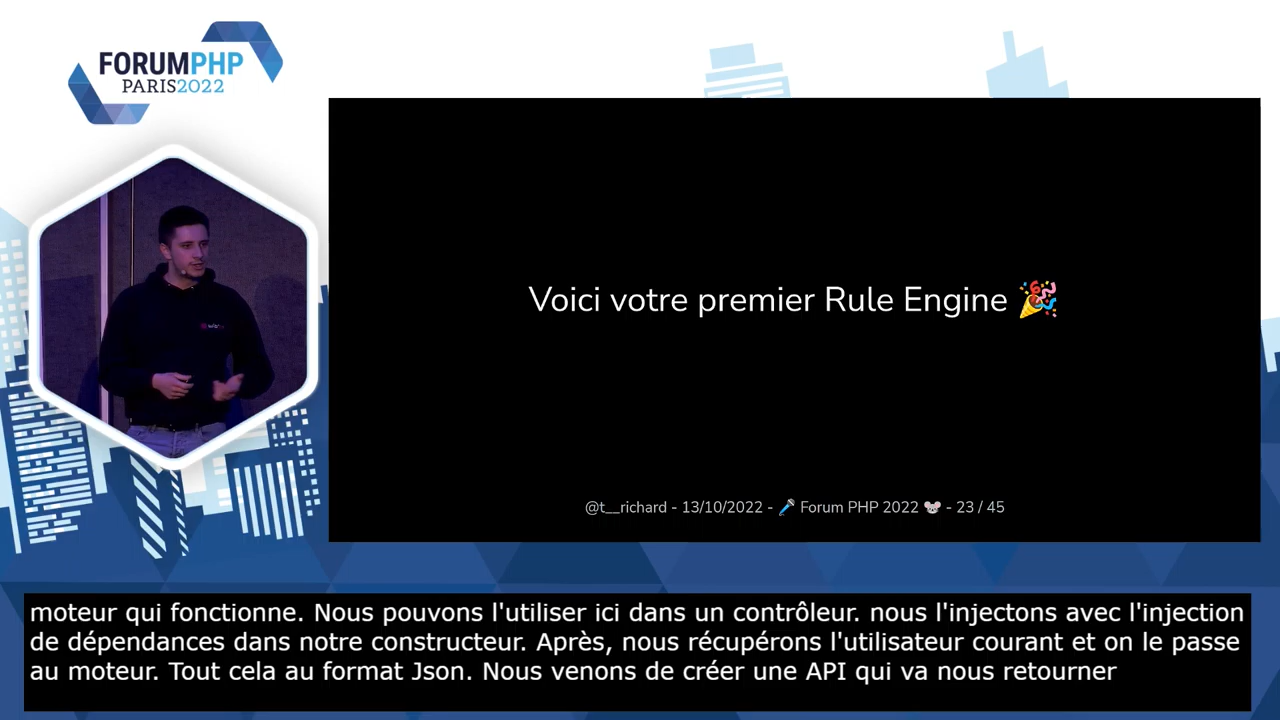 FORUMPHP
PARIS2022
Voici votre premier Rule Engine 🎉
@t__richard - 13/10/2022 - 🎤 Forum PHP 2022 🐭 - 23 / 45
moteur qui fonctionne. Nous pouvons l'utiliser ici dans un contrôleur. nous l'injectons avec l'injection
de dépendances dans notre constructeur. Après, nous récupérons l'utilisateur courant et on le passe
au moteur. Tout cela au format Json. Nous venons de créer une API qui va nous retourner